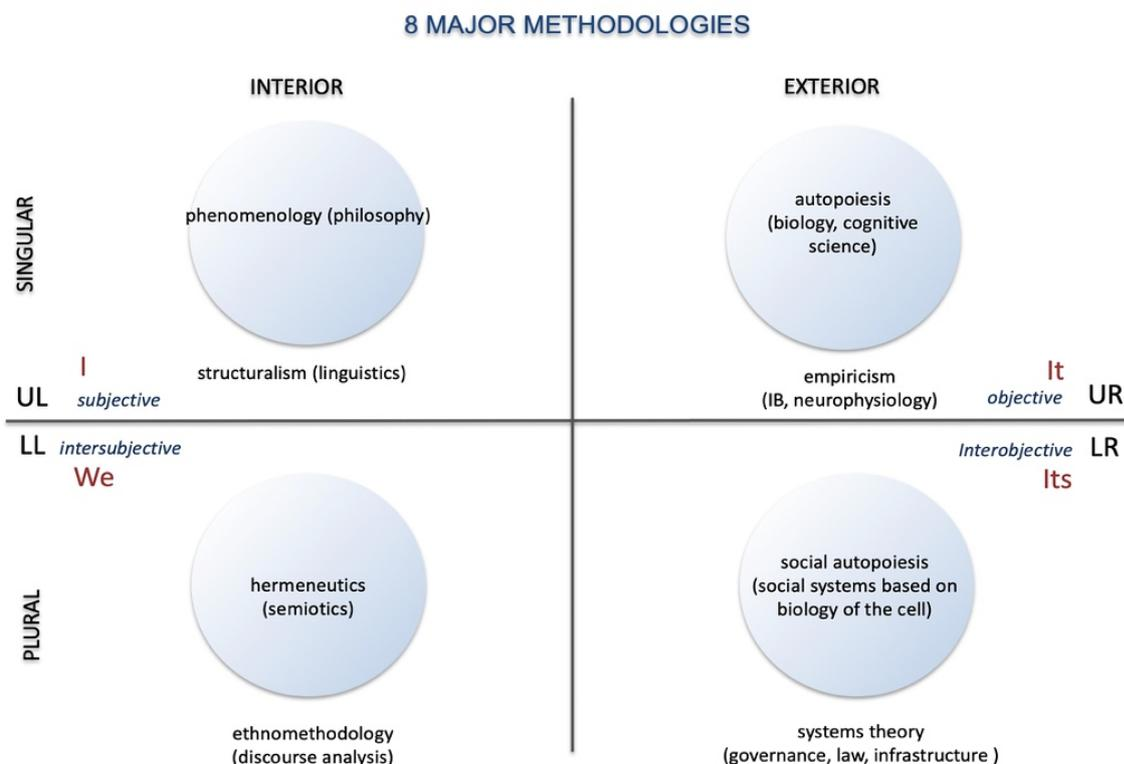 8 MAJOR METHODOLOGIES
INTERIOR
EXTERIOR
SINGULAR
phenomenology (philosophy)
autopoiesis
(biology, cognitive
science)
structuralism (linguistics)
empiricism
(IB, neurophysiology)
I
UL
subjective
It
objective
UR
LL
intersubjective
We
Interobjective
LR
Its
PLURAL
hermeneutics
(semiotics)
social autopoiesis
(social systems based on
biology of the cell)
ethnomethodology
(discourse analysis)
systems theory
(governance, law, infrastructure )